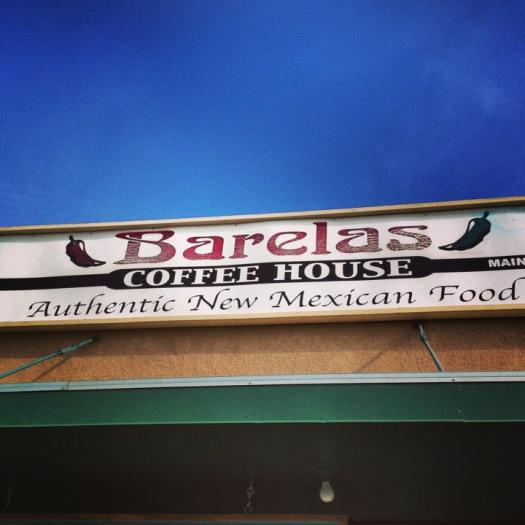 Barelas
COFFEE HOUSE
MAIN
Authentic New Mexican Food